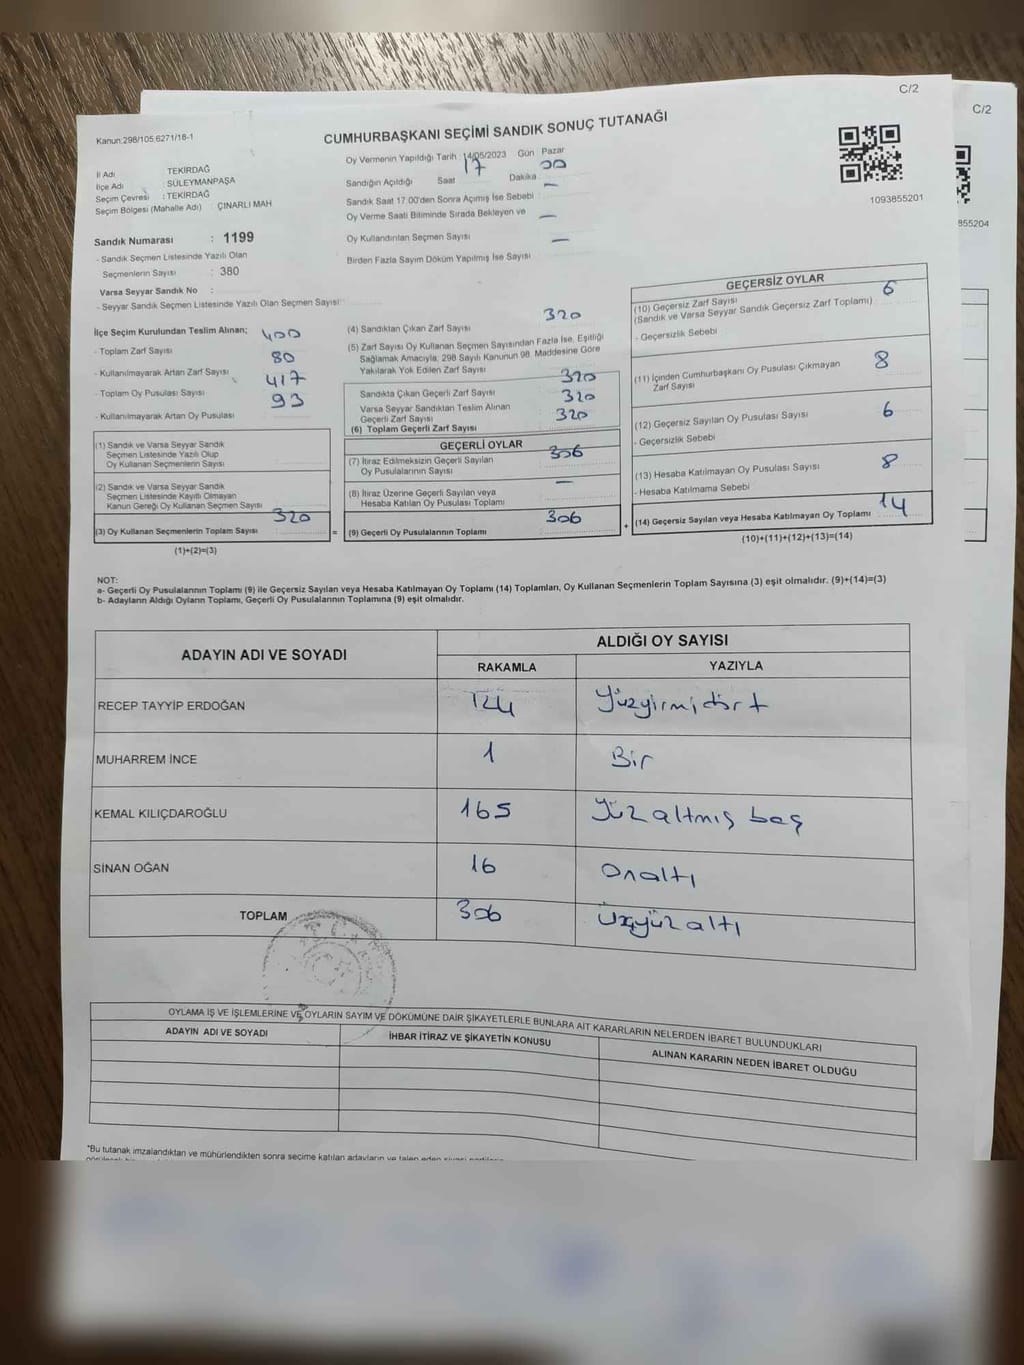 C/2
C/2
Kanun:298/105,6271/18-1
CUMHURBAŞKANI SEÇİMİ SANDIK SONUÇ TUTANAĞI
İl Adı TEKİRDAĞ
İlçe Adı : SÜLEYMANPAŞA
Seçim Çevresi : TEKİRDAĞ
Seçim Bölgesi (Mahalle Adı) ÇINARLI MAH
Sandık Numarası : 1199
- Sandık Seçmen Listesinde Yazılı Olan
Seçmenlerin Sayısı : 380
Varsa Seyyar Sandık No :
- Seyyar Sandık Seçmen Listesinde Yazılı Olan Seçmen Sayısı
Oy Vermenin Yapıldığı Tarih : 14/05/2023 Gün Pazar
Sandığın Açıldığı Saat 17 Dakika 00
Sandık Saat 17.00'den Sonra Açımış İse Sebebi —
Oy Verme Saati Bitiminde Sırada Bekleyen ve
Oy Kullandırılan Seçmen Sayısı —
Birden Fazla Sayım Döküm Yapılmış İse Sayısı —
1093855201
855204
İlçe Seçim Kurulundan Teslim Alınan;
- Toplam Zarf Sayısı 400
- Kullanılmayarak Artan Zarf Sayısı 80
- Toplam Oy Pusulası Sayısı 417
- Kullanılmayarak Artan Oy Pusulası 93
(1) Sandık ve Varsa Seyyar Sandık
Seçmen Listesinde Yazılı Olup
Oy Kullanan Seçmenlerin Sayısı
(2) Sandık ve Varsa Seyyar Sandık
Seçmen Listesinde Kayıtlı Olmayan
Kanun Gereği Oy Kullanan Seçmen Sayısı
(3) Oy Kullanan Seçmenlerin Toplam Sayısı 320 =
(1)+(2)=(3)
(4) Sandıktan Çıkan Zarf Sayısı 320
(5) Zarf Sayısı Oy Kullanan Seçmen Sayısından Fazla İse, Eşitliği
Sağlamak Amacıyla, 298 Sayılı Kanunun 98. Maddesine Göre
Yakılarak Yok Edilen Zarf Sayısı
Sandıkta Çıkan Geçerli Zarf Sayısı 320
Varsa Seyyar Sandıktan Teslim Alınan
Geçerli Zarf Sayısı 320
(6) Toplam Geçerli Zarf Sayısı 320
GEÇERLİ OYLAR
(7) İtiraz Edilmeksizin Geçerli Sayılan
Oy Pusulalarının Sayısı 306
(8) İtiraz Üzerine Geçerli Sayılan veya
Hesaba Katılan Oy Pusulası Toplamı —
(9) Geçerli Oy Pusulalarının Toplamı 306 +
GEÇERSİZ OYLAR
(10) Geçersiz Zarf Sayısı 6
(Sandık ve Varsa Seyyar Sandık Geçersiz Zarf Toplamı)
- Geçersizlik Sebebi
(11) İçinden Cumhurbaşkanı Oy Pusulası Çıkmayan
Zarf Sayısı 8
(12) Geçersiz Sayılan Oy Pusulası Sayısı 6
- Geçersizlik Sebebi
(13) Hesaba Katılmayan Oy Pusulası Sayısı 8
- Hesaba Katılmama Sebebi
(14) Geçersiz Sayılan veya Hesaba Katılmayan Oy Toplamı 14
(10)+(11)+(12)+(13)=(14)
NOT:
a- Geçerli Oy Pusulalarının Toplamı (9) ile Geçersiz Sayılan veya Hesaba Katılmayan Oy Toplamı (14) Toplamları, Oy Kullanan Seçmenlerin Toplam Sayısına (3) eşit olmalıdır. (9)+(14)=(3)
b- Adayların Aldığı Oyların Toplamı, Geçerli Oy Pusulalarının Toplamına (9) eşit olmalıdır.
ADAYIN ADI VE SOYADI ALDIĞI OY SAYISI
RAKAMLA YAZIYLA
RECEP TAYYİP ERDOĞAN 124 Yüzyirmidört
MUHARREM İNCE 1 Bir
KEMAL KILIÇDAROĞLU 165 Yüz altmış beş
SİNAN OĞAN 16 Onaltı
TOPLAM 306 Üçyüz altı
T.C.
OYLAMA İŞ VE İŞLEMLERİNE VE OYLARIN SAYIM VE DÖKÜMÜNE DAİR ŞİKAYETLERLE BUNLARA AİT KARARLARIN NELERDEN İBARET BULUNDUKLARI
ADAYIN ADI VE SOYADI İHBAR İTİRAZ VE ŞİKAYETİN KONUSU ALINAN KARARIN NEDEN İBARET OLDUĞU
"Bu tutanak imzalandıktan ve mühürlendikten sonra seçime katılan adayların ve talep eden siyasi partilerin